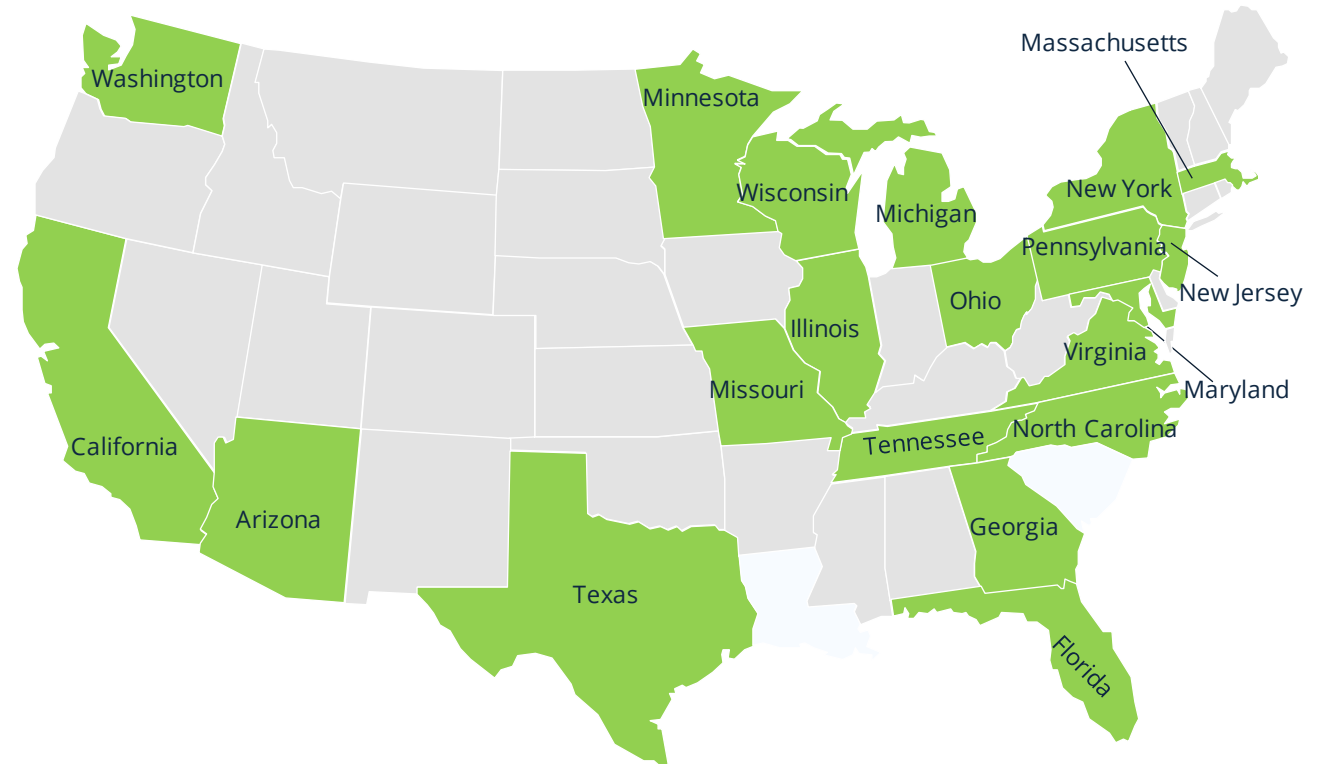 Massachusetts
Washington
Minnesota
New York
Wisconsin
Michigan
Pennsylvania
New Jersey
Ohio
Illinois
Virginia
Missouri
Maryland
North Carolina
Tennessee
California
Arizona
Georgia
Texas
Florida